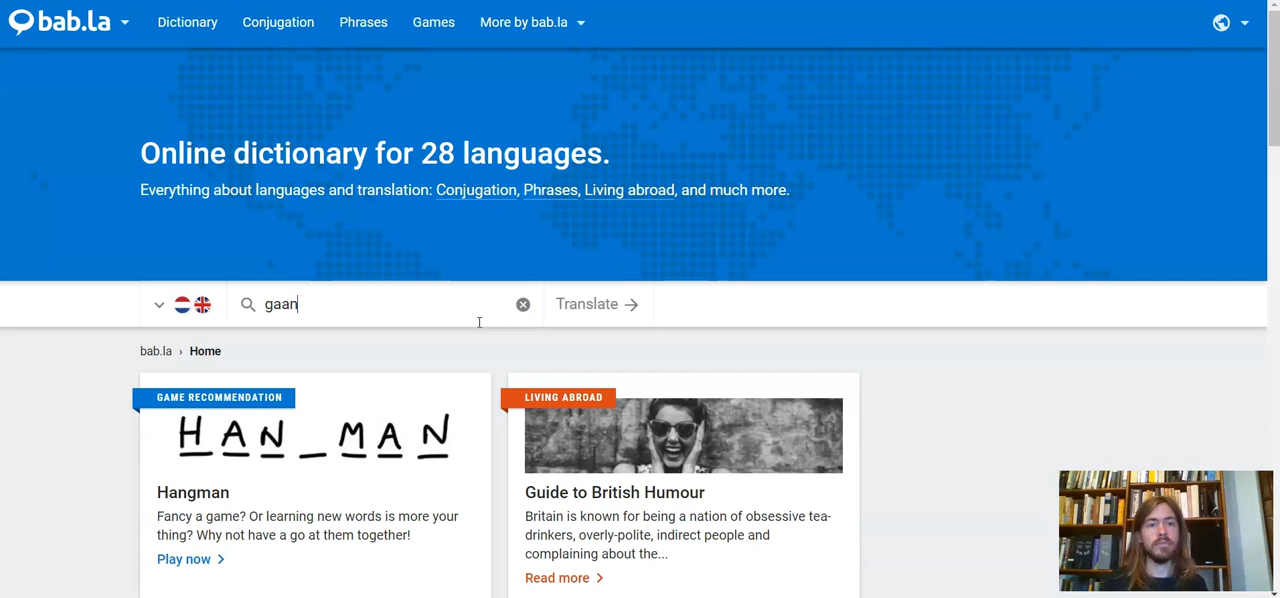 bab.la
Dictionary
Conjugation
Phrases
Games
More by bab.la
Online dictionary for 28 languages.
Everything about languages and translation: Conjugation, Phrases, Living abroad, and much more.
gaan
Translate
bab.la › Home
GAME RECOMMENDATION
HAN_MAN
Hangman
Fancy a game? Or learning new words is more your
thing? Why not have a go at them together!
Play now
LIVING ABROAD
Guide to British Humour
Britain is known for being a nation of obsessive tea-
drinkers, overly-polite, indirect people and
complaining about the...
Read more